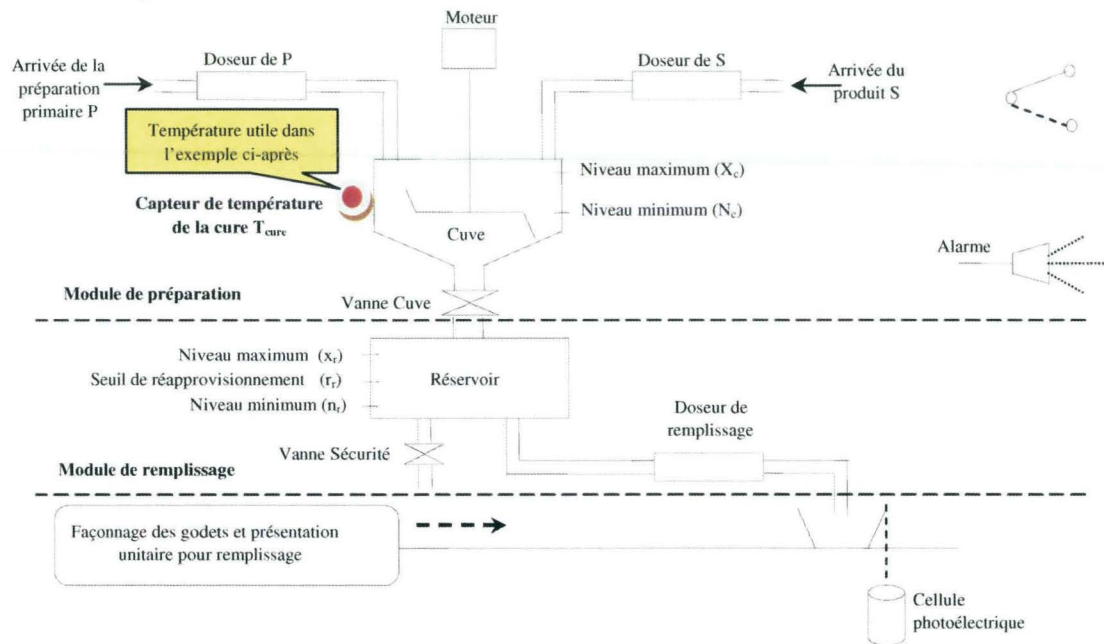 Moteur
Doseur de P
Doseur de S
Arrivée de la
préparation
primaire P
Arrivée du
produit S
Température utile dans
l'exemple ci-après
Niveau maximum (Xc)
Capteur de température
de la cure Tcure
Niveau minimum (Nc)
Cuve
Alarme
Module de préparation
Vanne Cuve
Niveau maximum (xr)
Seuil de réapprovisionnement (rr)
Niveau minimum (nr)
Réservoir
Doseur de
remplissage
Vanne Sécurité
Module de remplissage
Façonnage des godets et présentation
unitaire pour remplissage
Cellule
photoélectrique